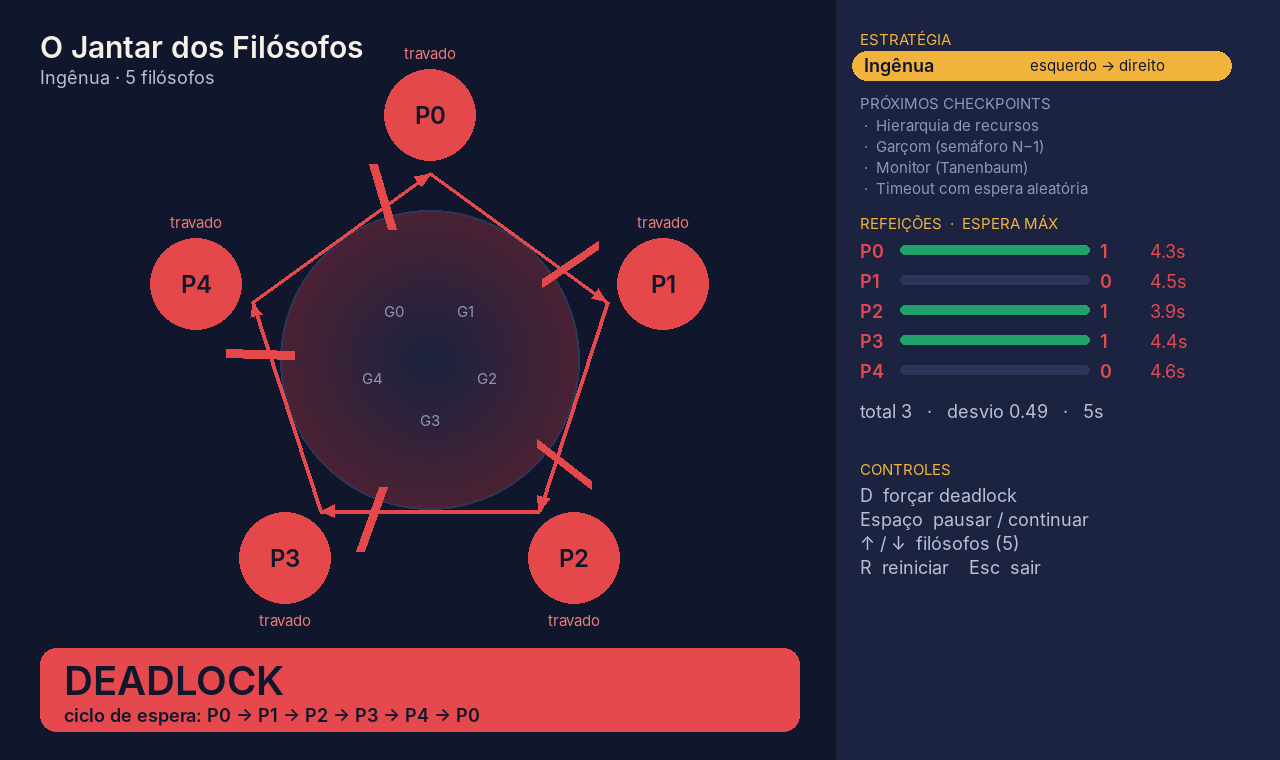 O Jantar dos Filósofos
Ingênua · 5 filósofos
travado
P0
travado
P4
travado
P1
G0
G1
G4
G2
G3
P3
travado
P2
travado
DEADLOCK
ciclo de espera: P0 → P1 → P2 → P3 → P4 → P0
ESTRATÉGIA
Ingênua esquerdo → direito
PRÓXIMOS CHECKPOINTS
· Hierarquia de recursos
· Garçom (semáforo N−1)
· Monitor (Tanenbaum)
· Timeout com espera aleatória
REFEIÇÕES · ESPERA MÁX
P0 1 4.3s
P1 0 4.5s
P2 1 3.9s
P3 1 4.4s
P4 0 4.6s
total 3 · desvio 0.49 · 5s
CONTROLES
D forçar deadlock
Espaço pausar / continuar
↑ / ↓ filósofos (5)
R reiniciar Esc sair